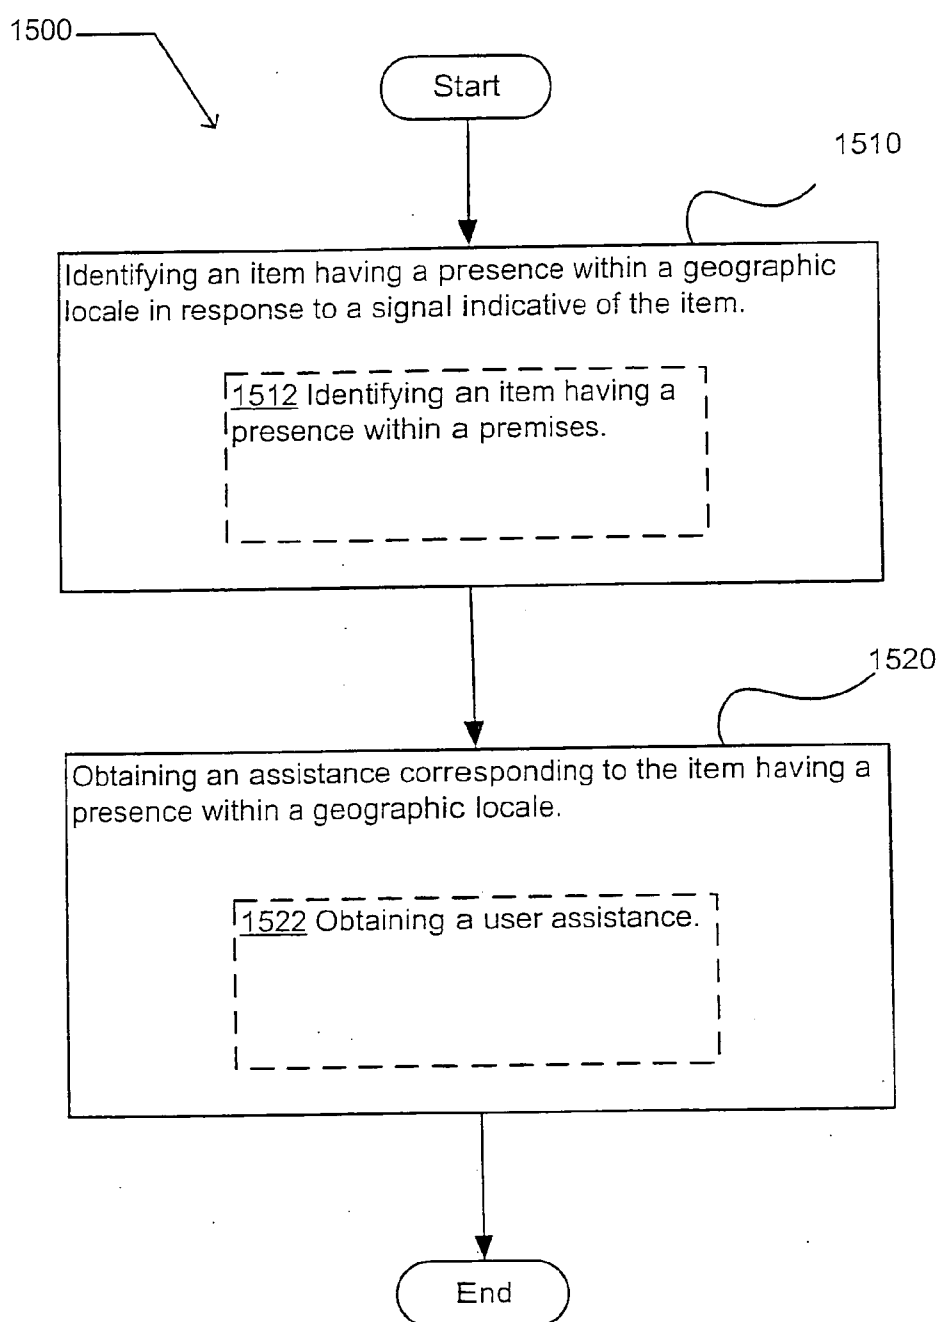 1500
Start
1510
Identifying an item having a presence within a geographic
locale in response to a signal indicative of the item.
1512 Identifying an item having a
presence within a premises.
1520
Obtaining an assistance corresponding to the item having a
presence within a geographic locale.
1522 Obtaining a user assistance.
End